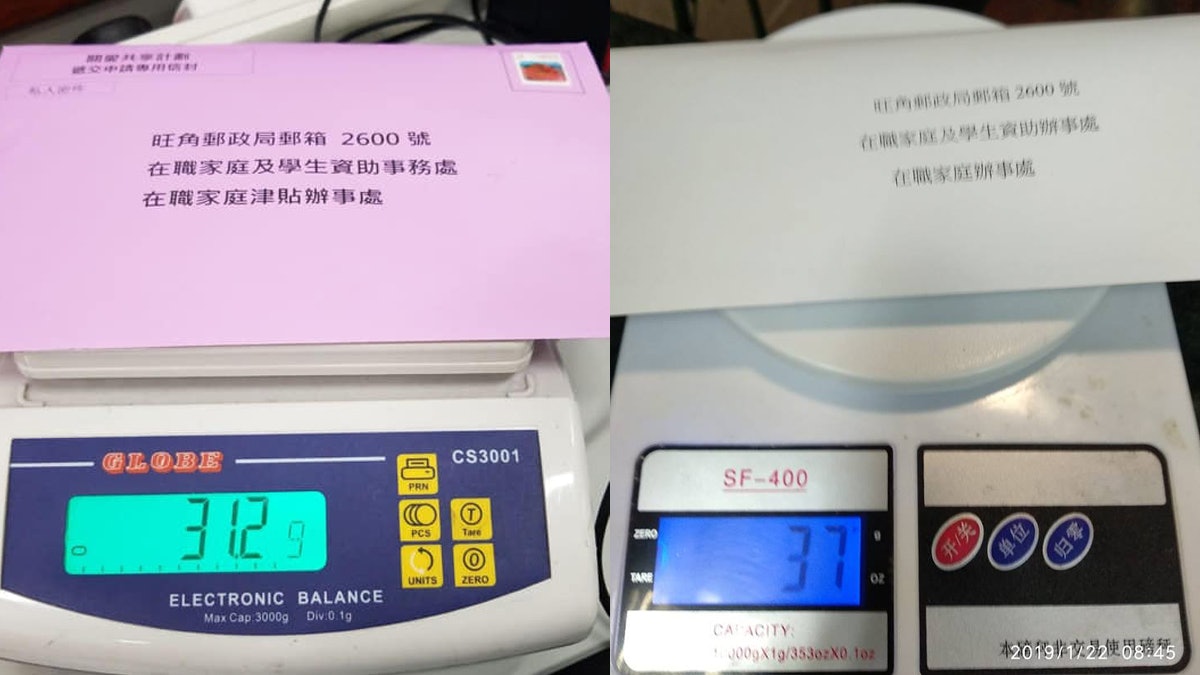 關愛共享計劃
遞交申請專用信封
私人密件
旺角郵政局郵箱 2600 號
在職家庭及學生資助事務處
在職家庭津貼辦事處
GLOBE
CS3001
31.2 g
PRN
PCS
Tare
UNITS
ZERO
ELECTRONIC BALANCE
Max Cap:3000g Div:0.1g
旺角郵政局郵箱 2600 號
在職家庭及學生資助辦事處
在職家庭辦事處
SF-400
ZERO
37
g
TARE
OZ
CAPACITY:
000gX1g/353ozX0.1oz
开关
单位
归零
2019/1/22 08:45